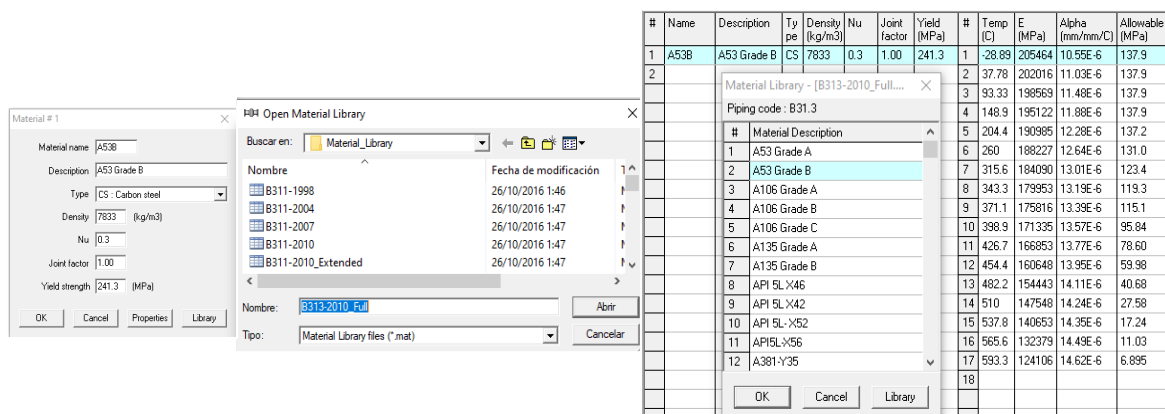 Material # 1
Material name A53B
Description A53 Grade B
Type CS : Carbon steel
Density 7833 (kg/m3)
Nu 0.3
Joint factor 1.00
Yield strength 241.3 (MPa)
OK Cancel Properties Library
Open Material Library
Buscar en: Material_Library
Nombre Fecha de modificación
B311-1998 26/10/2016 1:46
B311-2004 26/10/2016 1:47
B311-2007 26/10/2016 1:47
B311-2010 26/10/2016 1:47
B311-2010_Extended 26/10/2016 1:47
Nombre: B313-2010_Full Abrir
Tipo: Material Library files (*.mat) Cancelar
# Name Description Ty pe Density (kg/m3) Nu Joint factor Yield (MPa) # Temp (C) E (MPa) Alpha (mm/mm/C) Allowable (MPa)
1 A53B A53 Grade B CS 7833 0.3 1.00 241.3 1 -28.89 205464 10.55E-6 137.9
2 2 37.78 202016 11.03E-6 137.9
3 93.33 198569 11.48E-6 137.9
4 148.9 195122 11.88E-6 137.9
5 204.4 190985 12.28E-6 137.2
6 260 188227 12.64E-6 131.0
7 315.6 184090 13.01E-6 123.4
8 343.3 179953 13.19E-6 119.3
9 371.1 175816 13.39E-6 115.1
10 398.9 171335 13.57E-6 95.84
11 426.7 166853 13.77E-6 78.60
12 454.4 160648 13.95E-6 59.98
13 482.2 154443 14.11E-6 40.68
14 510 147548 14.24E-6 27.58
15 537.8 140653 14.35E-6 17.24
16 565.6 132379 14.49E-6 11.03
17 593.3 124106 14.62E-6 6.895
18
Material Library - [B313-2010_Full....
Piping code : B31.3
# Material Description
1 A53 Grade A
2 A53 Grade B
3 A106 Grade A
4 A106 Grade B
5 A106 Grade C
6 A135 Grade A
7 A135 Grade B
8 API 5L X46
9 API 5L X42
10 API 5L- X52
11 API5L-X56
12 A381-Y35
OK Cancel Library